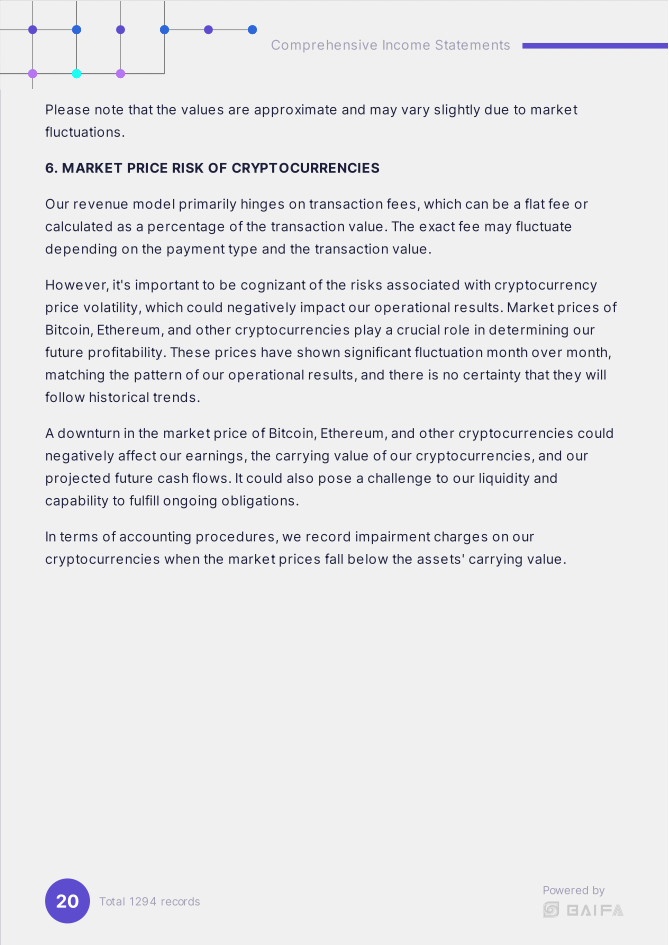 Comprehensive Income Statements
Please note that the values are approximate and may vary slightly due to market
fluctuations.
6. MARKET PRICE RISK OF CRYPTOCURRENCIES
Our revenue model primarily hinges on transaction fees, which can be a flat fee or
calculated as a percentage of the transaction value. The exact fee may fluctuate
depending on the payment type and the transaction value.
However, it's important to be cognizant of the risks associated with cryptocurrency
price volatility, which could negatively impact our operational results. Market prices of
Bitcoin, Ethereum, and other cryptocurrencies play a crucial role in determining our
future profitability. These prices have shown significant fluctuation month over month,
matching the pattern of our operational results, and there is no certainty that they will
follow historical trends.
A downturn in the market price of Bitcoin, Ethereum, and other cryptocurrencies could
negatively affect our earnings, the carrying value of our cryptocurrencies, and our
projected future cash flows. It could also pose a challenge to our liquidity and
capability to fulfill ongoing obligations.
In terms of accounting procedures, we record impairment charges on our
cryptocurrencies when the market prices fall below the assets' carrying value.
20
Total 1294 records
Powered by
BAIFA